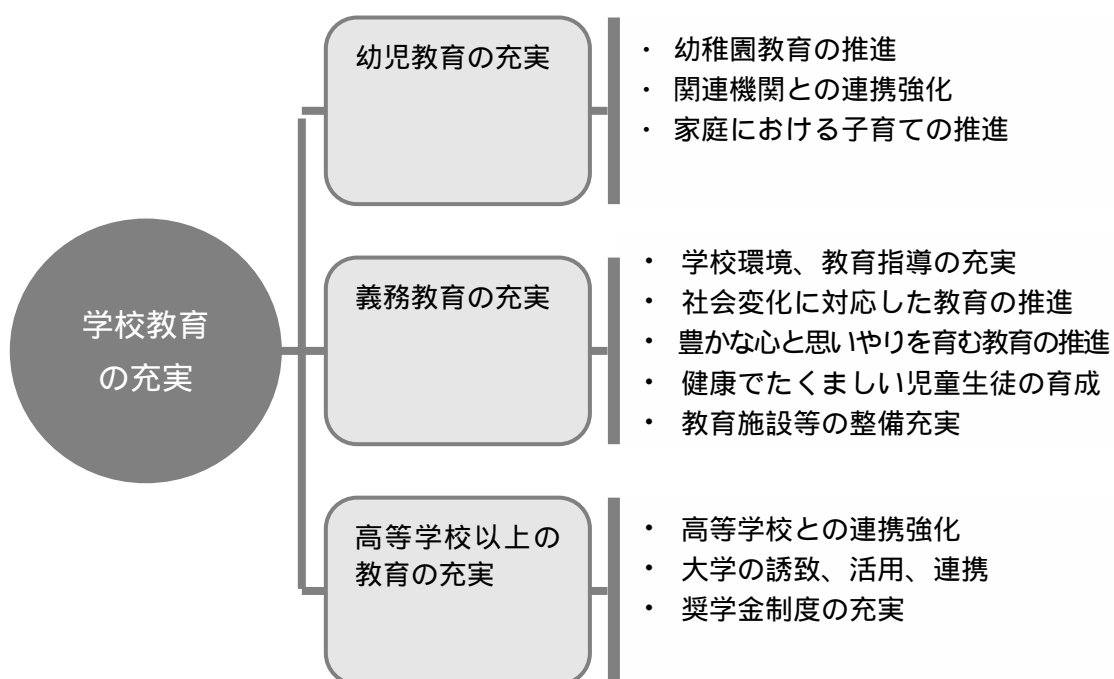 学校教育
の充実
幼児教育の充実
・ 幼稚園教育の推進
・ 関連機関との連携強化
・ 家庭における子育ての推進
義務教育の充実
・ 学校環境、教育指導の充実
・ 社会変化に対応した教育の推進
・ 豊かな心と思いやりを育む教育の推進
・ 健康でたくましい児童生徒の育成
・ 教育施設等の整備充実
高等学校以上の
教育の充実
・ 高等学校との連携強化
・ 大学の誘致、活用、連携
・ 奨学金制度の充実